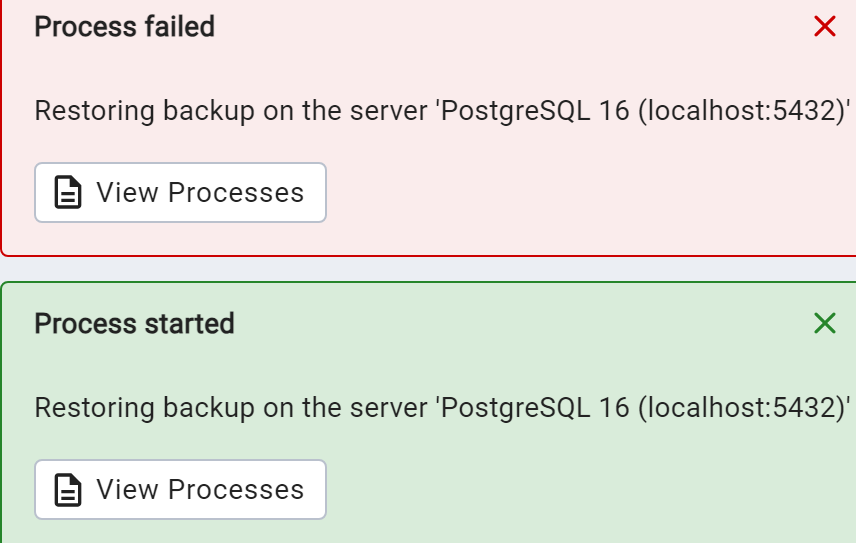 Process failed
Restoring backup on the server 'PostgreSQL 16 (localhost:5432)'
View Processes
Process started
Restoring backup on the server 'PostgreSQL 16 (localhost:5432)'
View Processes